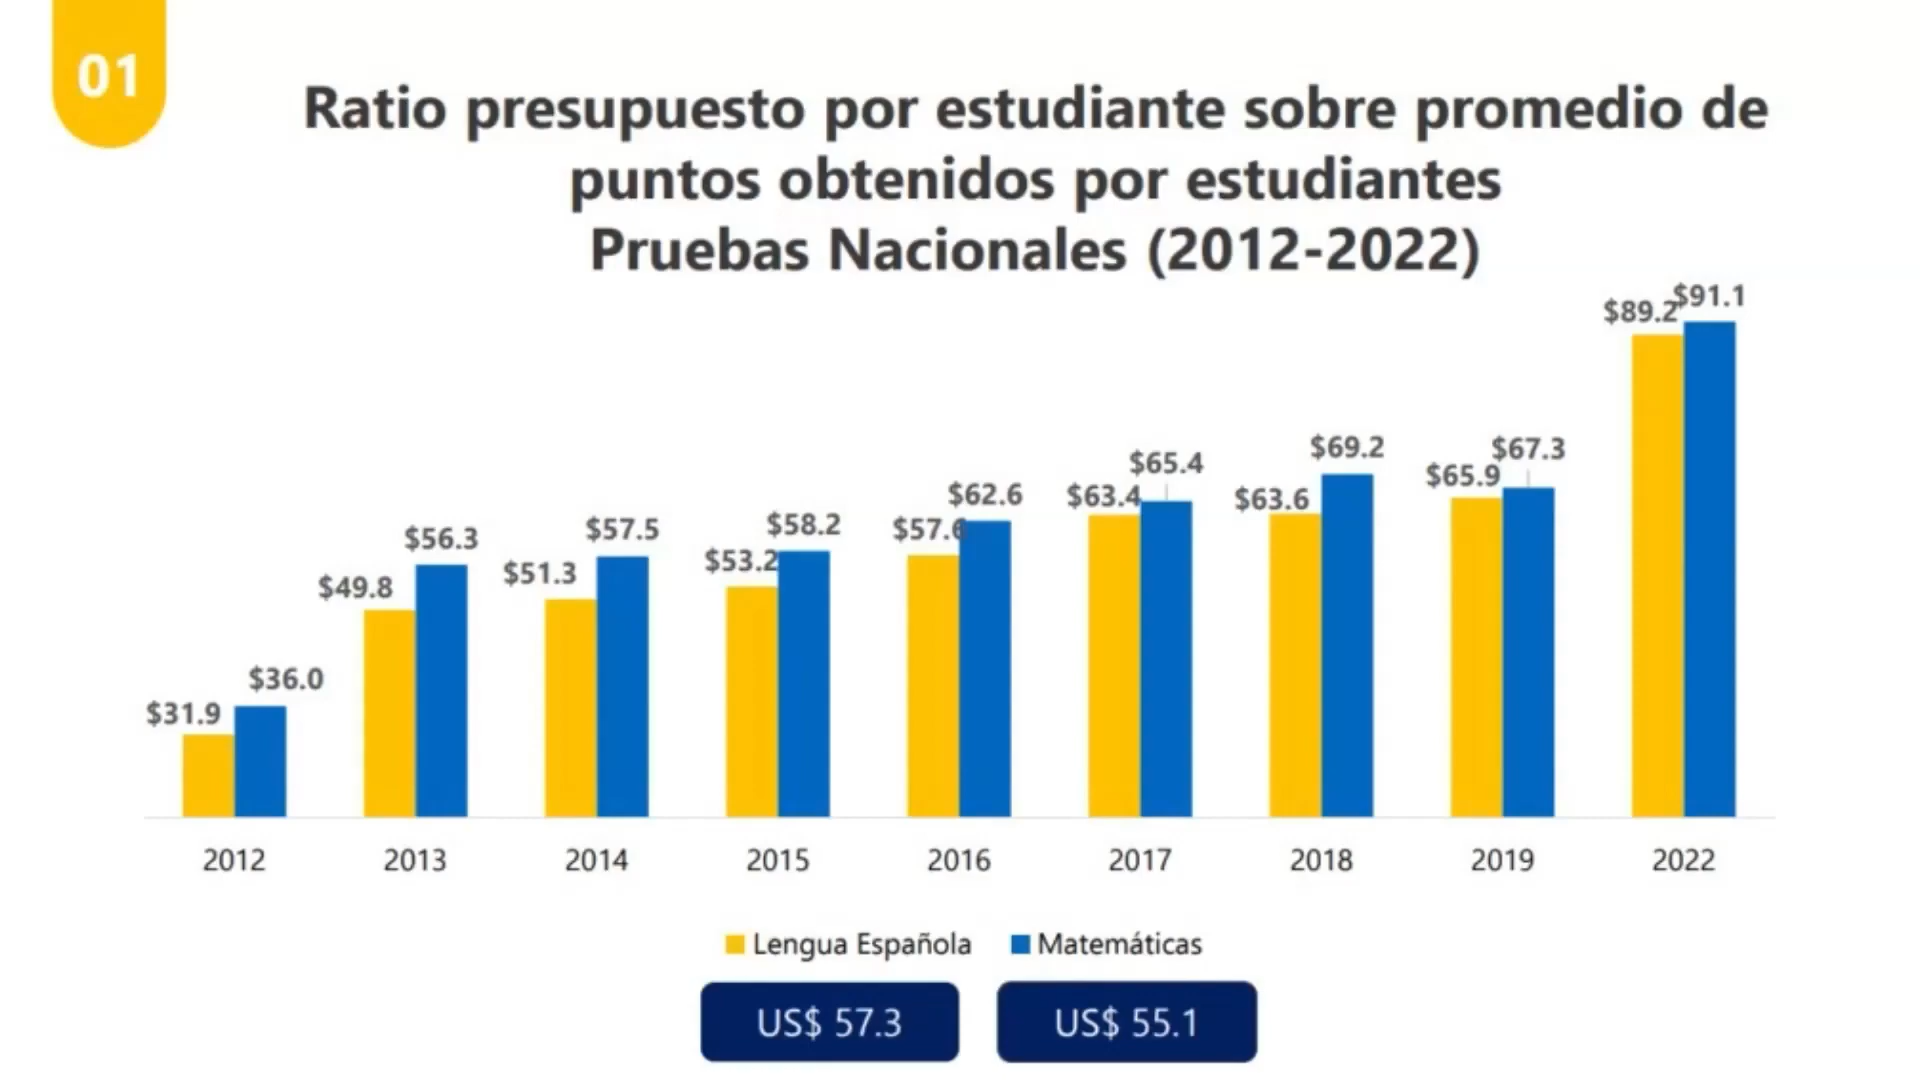 01
Ratio presupuesto por estudiante sobre promedio de
puntos obtenidos por estudiantes
Pruebas Nacionales (2012-2022)
$31.9 $36.0
$49.8 $56.3
$51.3 $57.5
$53.2 $58.2
$57.6 $62.6
$63.4 $65.4
$63.6 $69.2
$65.9 $67.3
$89.2 $91.1
2012 2013 2014 2015 2016 2017 2018 2019 2022
Lengua Española Matemáticas
US$ 57.3 US$ 55.1